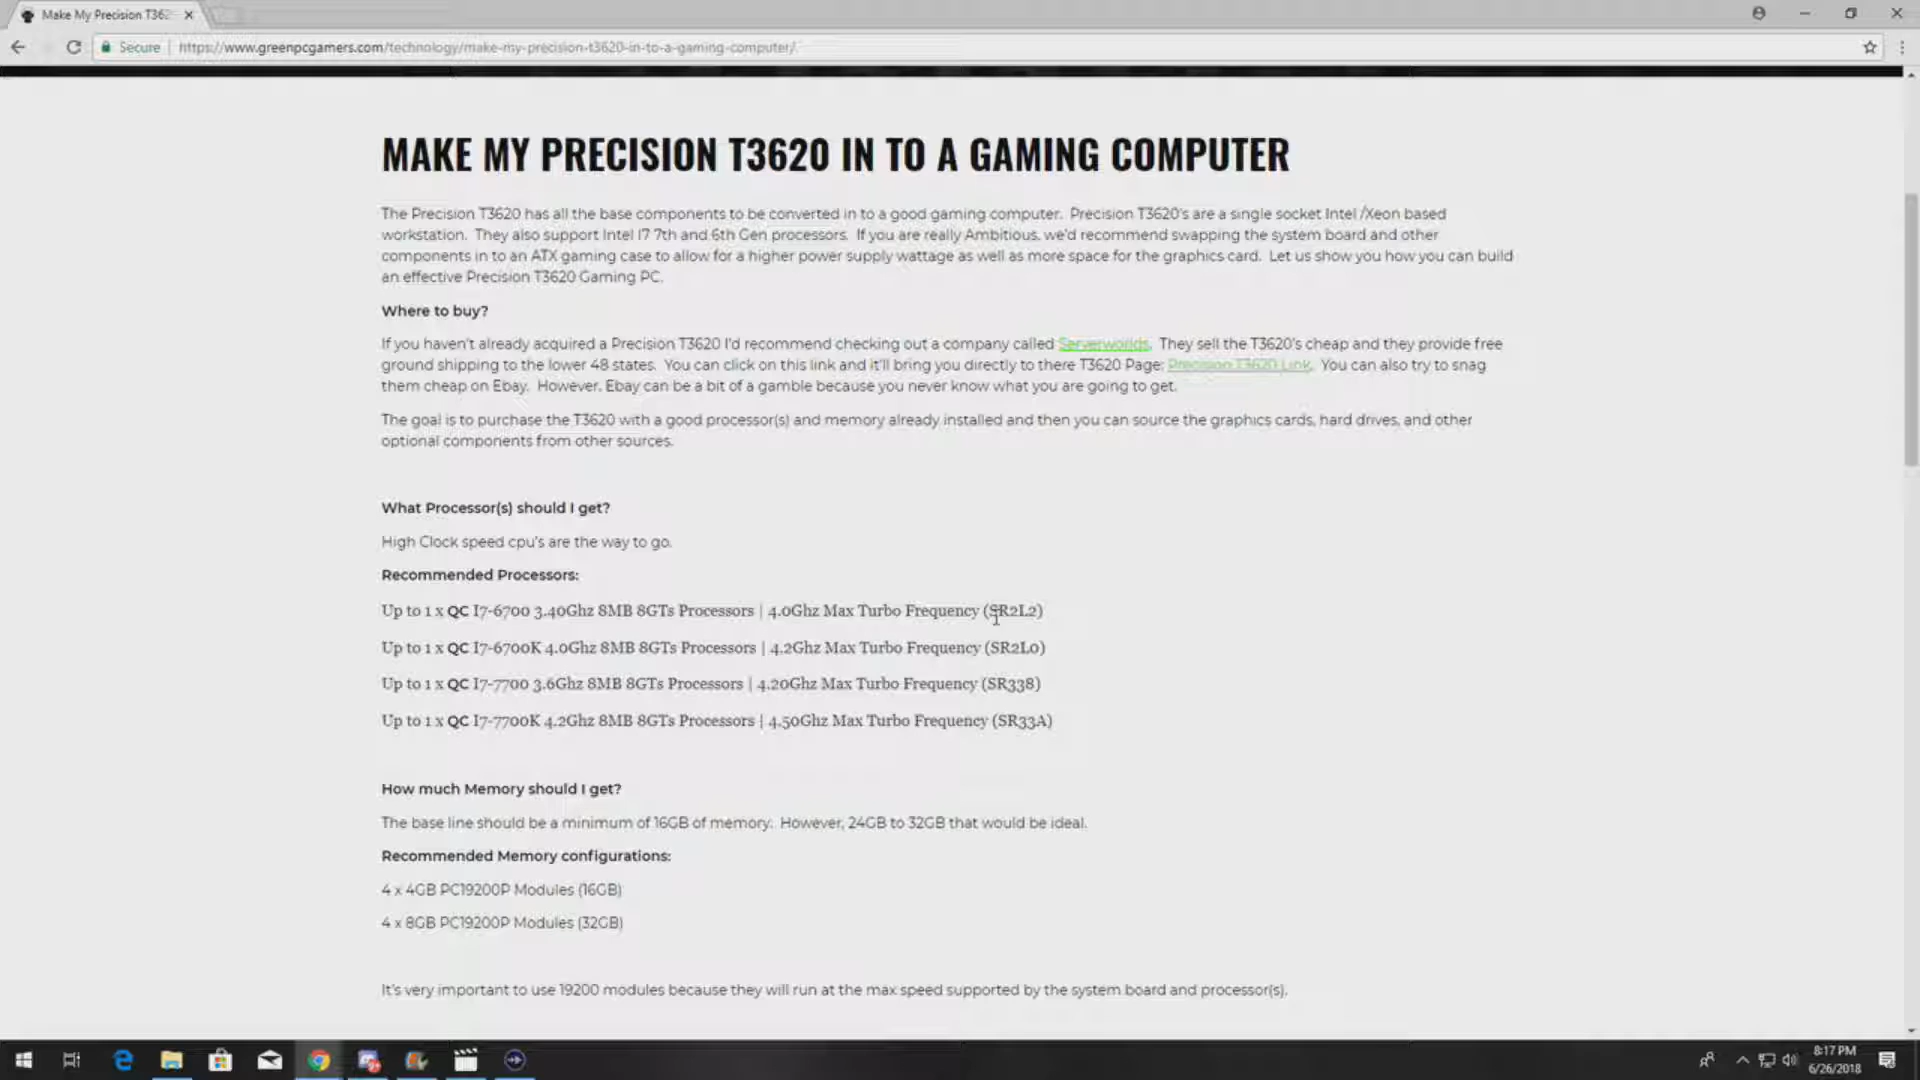 Make My Precision T362
Secure
https://www.greenpcgamers.com/technology/make-my-precision-t3620-in-to-a-gaming-computer/
MAKE MY PRECISION T3620 IN TO A GAMING COMPUTER
The Precision T3620 has all the base components to be converted in to a good gaming computer. Precision T3620's are a single socket Intel /Xeon based
workstation. They also support Intel I7 7th and 6th Gen processors. If you are really Ambitious, we'd recommend swapping the system board and other
components in to an ATX gaming case to allow for a higher power supply wattage as well as more space for the graphics card. Let us show you how you can build
an effective Precision T3620 Gaming PC.
Where to buy?
If you haven't already acquired a Precision T3620 I'd recommend checking out a company called Serverworlds. They sell the T3620's cheap and they provide free
ground shipping to the lower 48 states. You can click on this link and it'll bring you directly to there T3620 Page: Precision T3620 Link. You can also try to snag
them cheap on Ebay. However, Ebay can be a bit of a gamble because you never know what you are going to get.
The goal is to purchase the T3620 with a good processor(s) and memory already installed and then you can source the graphics cards, hard drives, and other
optional components from other sources.
What Processor(s) should I get?
High Clock speed cpu's are the way to go.
Recommended Processors:
Up to 1 x QC I7-6700 3.40Ghz 8MB 8GTs Processors | 4.0Ghz Max Turbo Frequency (SR2L2)
Up to 1 x QC I7-6700K 4.0Ghz 8MB 8GTs Processors | 4.2Ghz Max Turbo Frequency (SR2L0)
Up to 1 x QC I7-7700 3.6Ghz 8MB 8GTs Processors | 4.20Ghz Max Turbo Frequency (SR338)
Up to 1 x QC I7-7700K 4.2Ghz 8MB 8GTs Processors | 4.50Ghz Max Turbo Frequency (SR33A)
How much Memory should I get?
The base line should be a minimum of 16GB of memory. However, 24GB to 32GB that would be ideal.
Recommended Memory configurations:
4 x 4GB PC19200P Modules (16GB)
4 x 8GB PC19200P Modules (32GB)
It's very important to use 19200 modules because they will run at the max speed supported by the system board and processor(s).
8:17 PM
6/26/2018